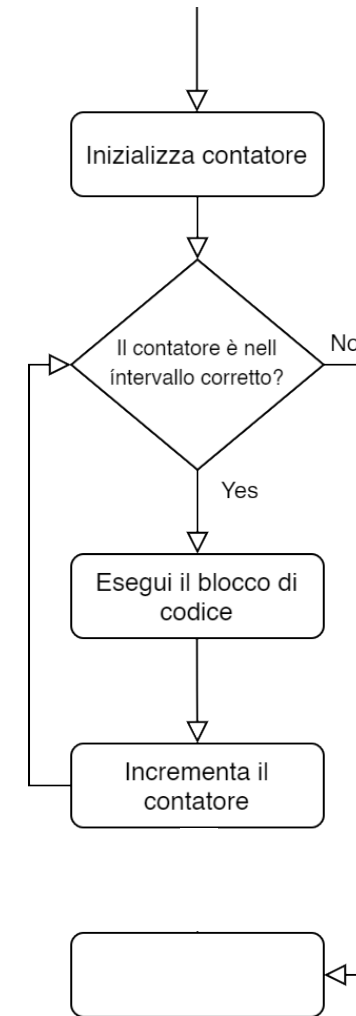 Inizializza contatore
Il contatore è nell
íntervallo corretto?
No
Yes
Esegui il blocco di
codice
Incrementa il
contatore